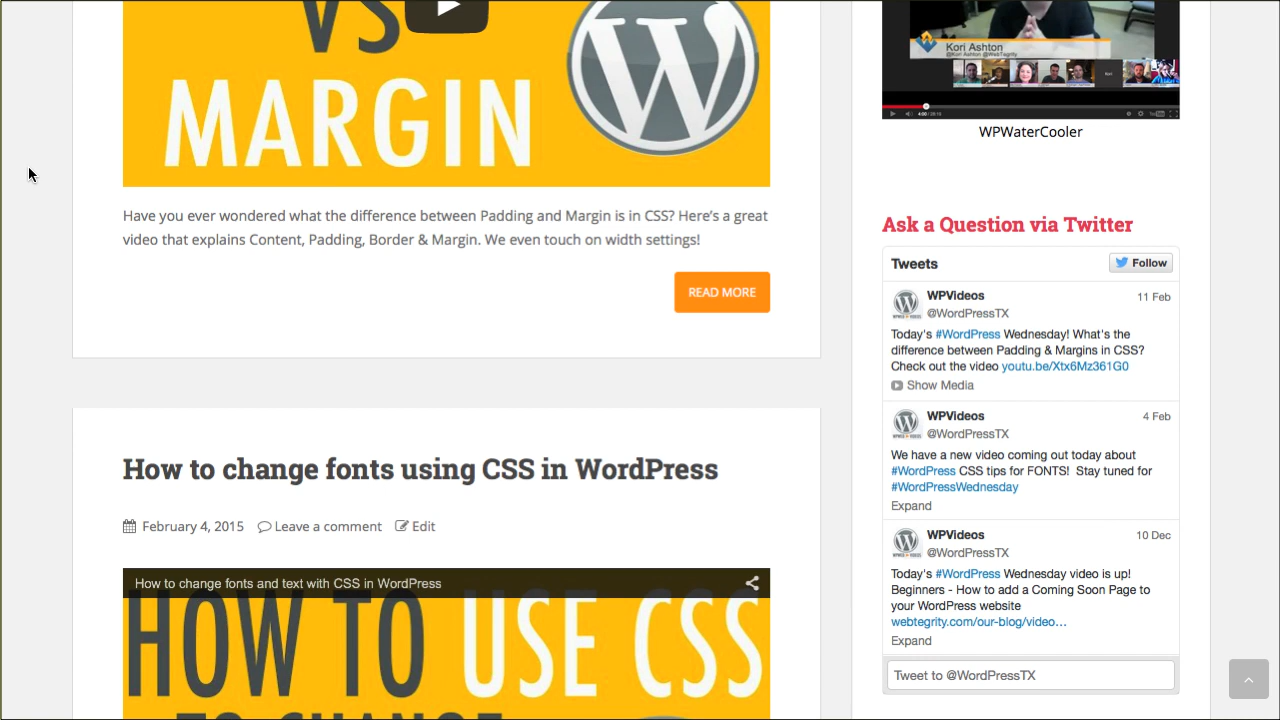 VS
MARGIN
Have you ever wondered what the difference between Padding and Margin is in CSS? Here's a great
video that explains Content, Padding, Border & Margin. We even touch on width settings!
READ MORE
How to change fonts using CSS in WordPress
February 4, 2015 Leave a comment Edit
How to change fonts and text with CSS in WordPress
HOW TO USE CSS
TO CHANGE
Kori Ashton
@Kori Ashton @WebTegrity
Kori
WPWaterCooler
Ask a Question via Twitter
Tweets
Follow
WPVideos
11 Feb
@WordPressTX
Today's #WordPress Wednesday! What's the
difference between Padding & Margins in CSS?
Check out the video youtu.be/Xtx6Mz361G0
Show Media
WPVideos
4 Feb
@WordPressTX
We have a new video coming out today about
#WordPress CSS tips for FONTS! Stay tuned for
#WordPressWednesday
Expand
WPVideos
10 Dec
@WordPressTX
Today's #WordPress Wednesday video is up!
Beginners - How to add a Coming Soon Page to
your WordPress website
webtegrity.com/our-blog/video…
Expand
Tweet to @WordPressTX